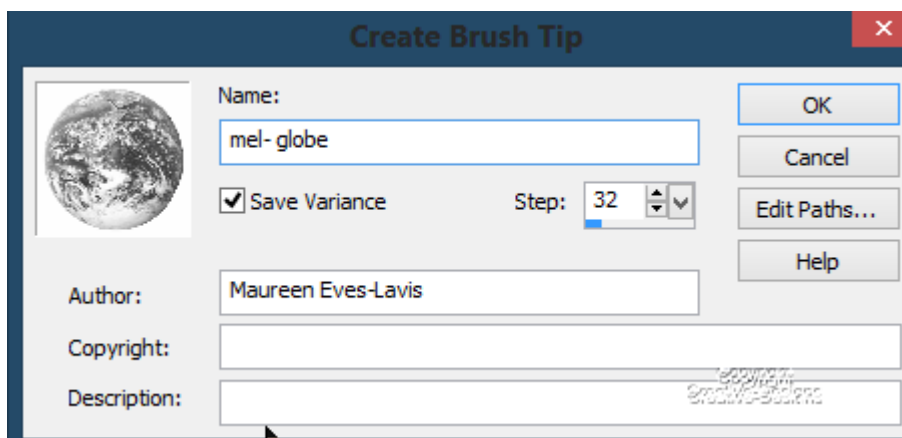 Create Brush Tip
Name:
mel- globe
OK
Cancel
Save Variance
Step: 32
Edit Paths...
Help
Author: Maureen Eves-Lavis
Copyright:
Description:
Copyright